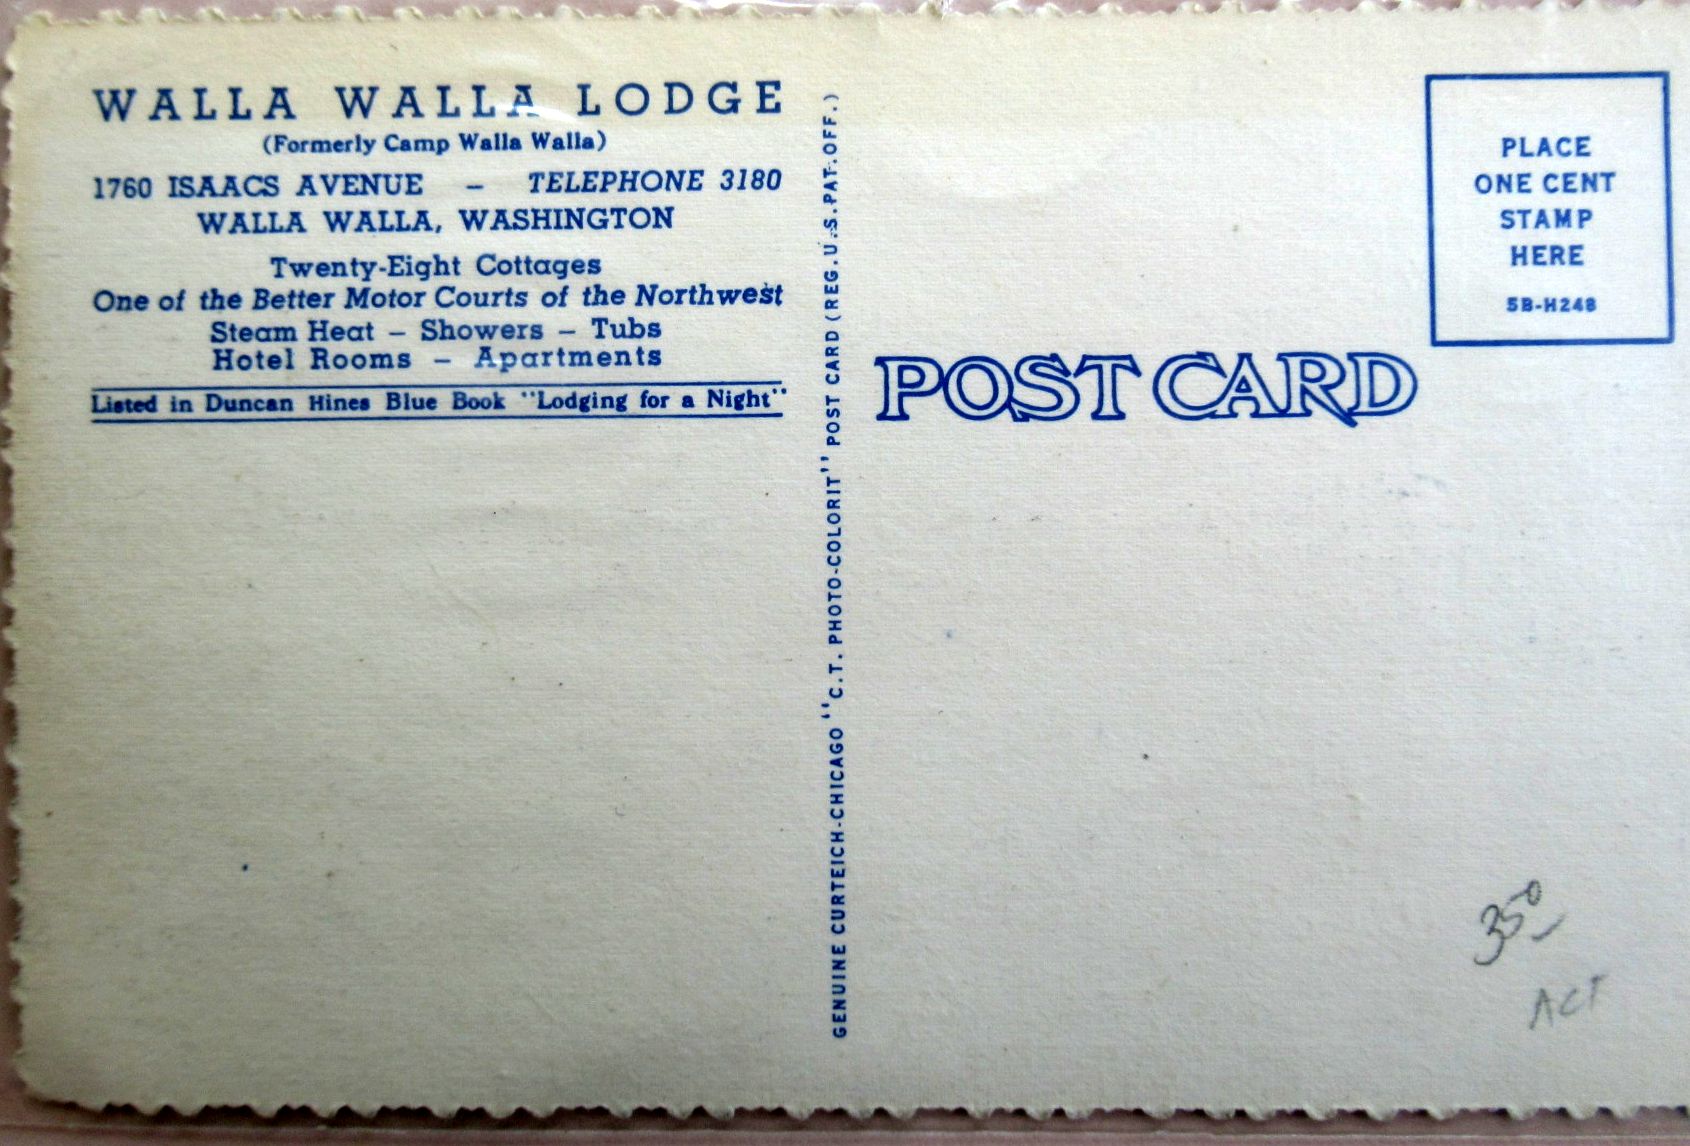 WALLA WALLA LODGE
(Formerly Camp Walla Walla)
1760 ISAACS AVENUE – TELEPHONE 3180
WALLA WALLA, WASHINGTON
Twenty-Eight Cottages
One of the Better Motor Courts of the Northwest
Steam Heat – Showers – Tubs
Hotel Rooms – Apartments
Listed in Duncan Hines Blue Book "Lodging for a Night"
GENUINE CURTEICH-CHICAGO "C.T. PHOTO-COLORIT" POST CARD (REG.U.S.PAT.OFF.)
POST CARD
PLACE
ONE CENT
STAMP
HERE
5B-H248
350
ACT